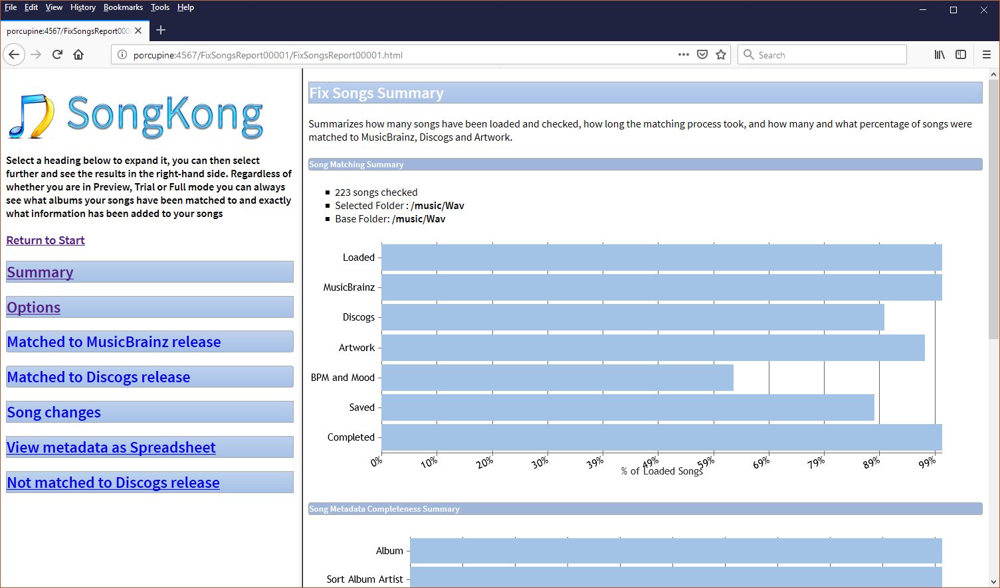 File Edit View History Bookmarks Tools Help
porcupine:4567/FixSongsReport000
porcupine:4567/FixSongsReport00001/FixSongsReport00001.html
Search
SongKong
Select a heading below to expand it, you can then select
further and see the results in the right-hand side. Regardless of
whether you are in Preview, Trial or Full mode you can always
see what albums your songs have been matched to and exactly
what information has been added to your songs
Return to Start
Summary
Options
Matched to MusicBrainz release
Matched to Discogs release
Song changes
View metadata as Spreadsheet
Not matched to Discogs release
Fix Songs Summary
Summarizes how many songs have been loaded and checked, how long the matching process took, and how many and what percentage of songs were
matched to MusicBrainz, Discogs and Artwork.
Song Matching Summary
223 songs checked
Selected Folder : /music/Wav
Base Folder: /music/Wav
Loaded
MusicBrainz
Discogs
Artwork
BPM and Mood
Saved
Completed
0% 10% 20% 30% 39% 49% 59% 69% 79% 89% 99%
% of Loaded Songs
Song Metadata Completeness Summary
Album
Sort Album Artist